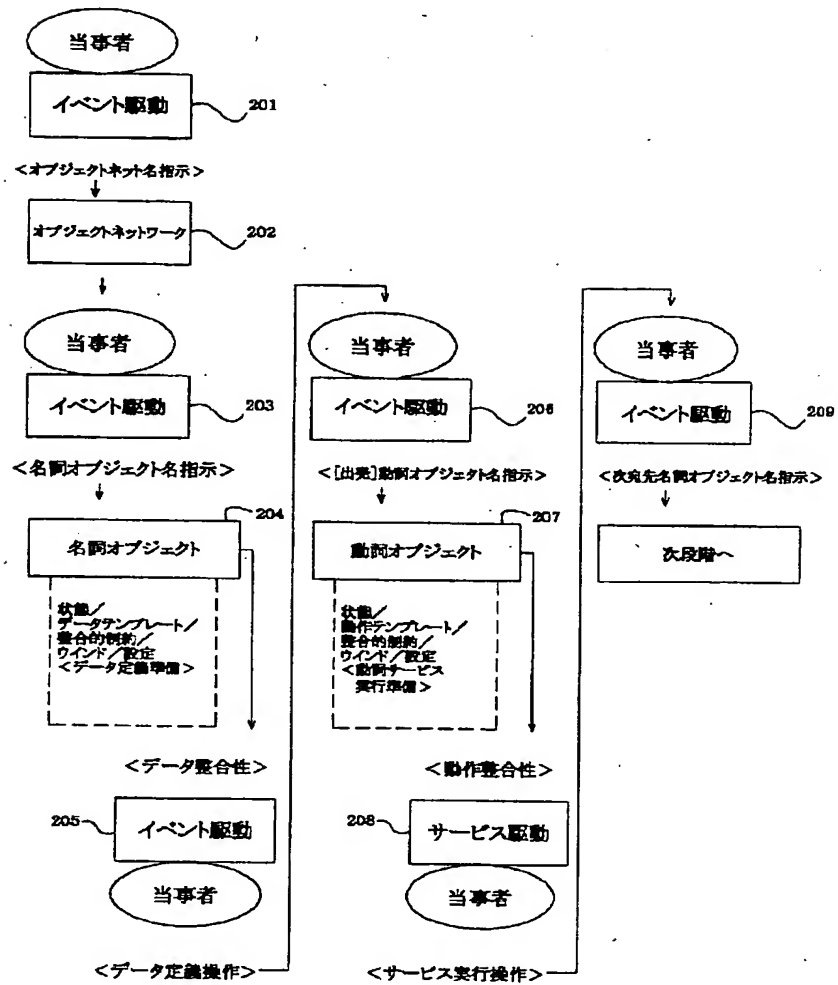 当事者
イベント駆動
201
<オブジェクトネット名指示>
オブジェクトネットワーク
202
当事者
イベント駆動
203
<名詞オブジェクト名指示>
204
名詞オブジェクト
状態/
データテンプレート/
整合的制約/
ウインド/設定
<データ定義準備>
<データ整合性>
205
イベント駆動
当事者
<データ定義操作>
当事者
イベント駆動
206
<[出発]動詞オブジェクト名指示>
207
動詞オブジェクト
状態/
動作テンプレート/
整合的制約/
ウインド/設定
<動詞サービス
実行準備>
<動作整合性>
208
サービス駆動
当事者
<サービス実行操作>
当事者
イベント駆動
209
<次宛先名詞オブジェクト名指示>
次段階へ